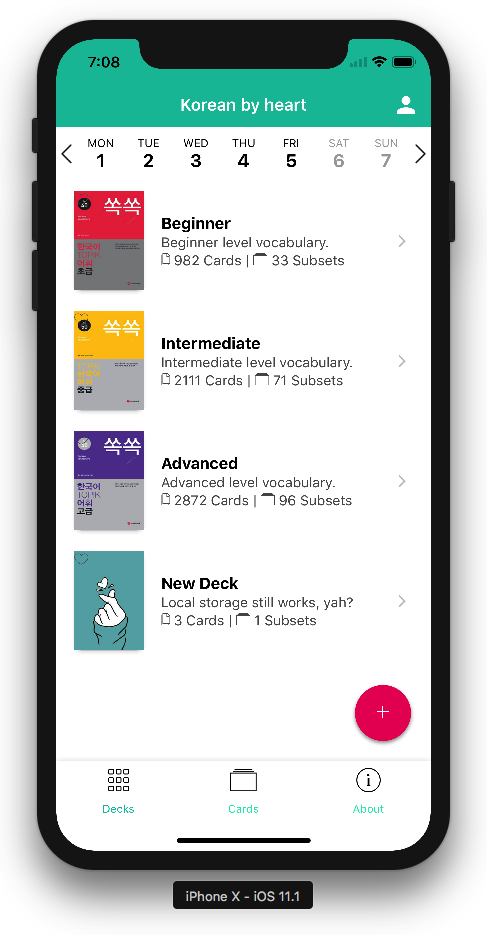 7:08
Korean by heart
MON TUE WED THU FRI SAT SUN
1 2 3 4 5 6 7
쏙쏙
한국어
TOPIK
어휘
초급
Beginner
Beginner level vocabulary.
982 Cards | 33 Subsets
쏙쏙
중급
Intermediate
Intermediate level vocabulary.
2111 Cards | 71 Subsets
쏙쏙
한국어
TOPIK
어휘
고급
Advanced
Advanced level vocabulary.
2872 Cards | 96 Subsets
New Deck
Local storage still works, yah?
3 Cards | 1 Subsets
+
Decks Cards About
iPhone X - iOS 11.1